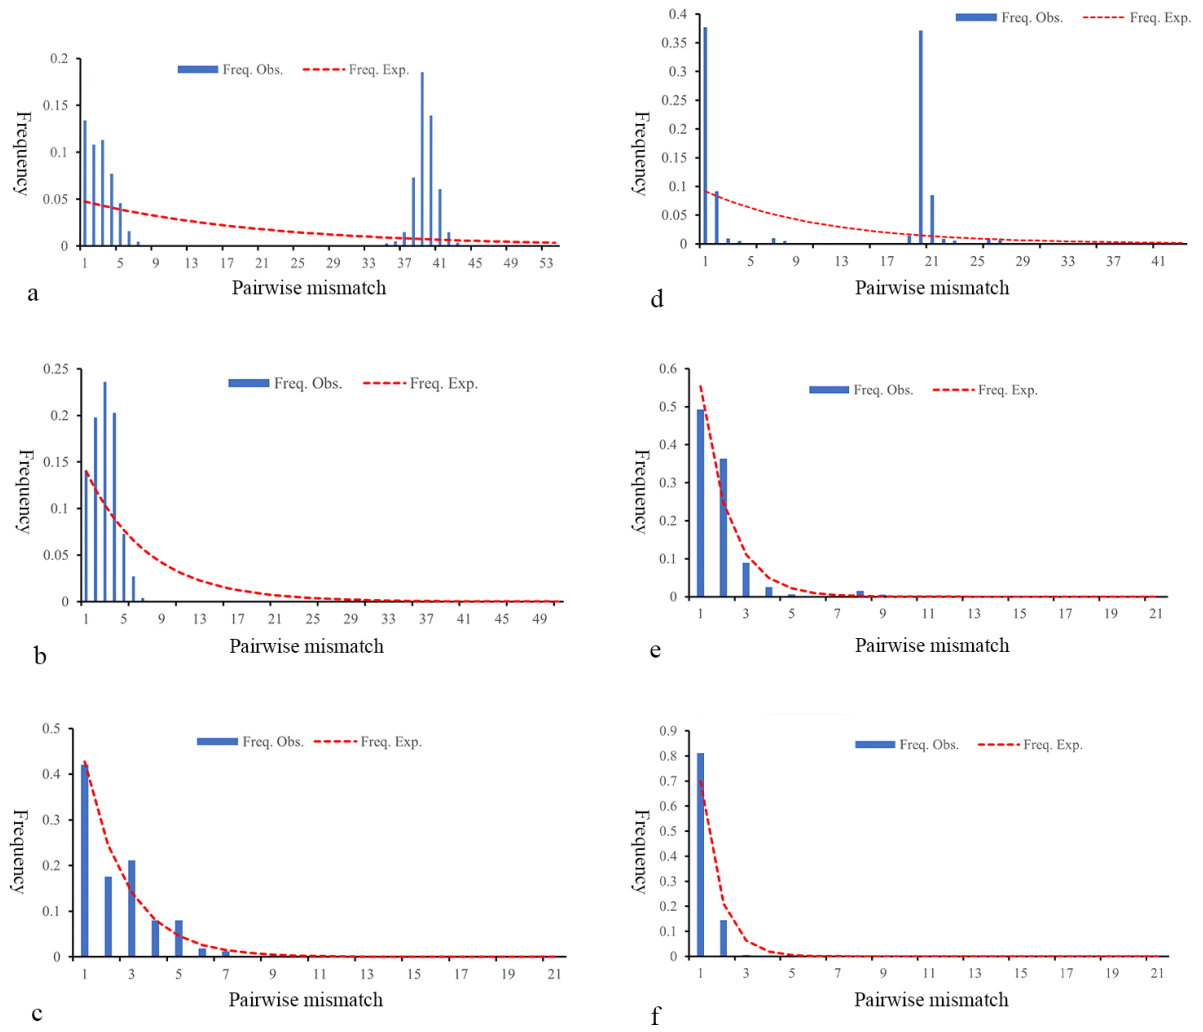 0.2
Freq. Obs. Freq. Exp.
0.15
0.1
0.05
0
Frequency
1 5 9 13 17 21 25 29 33 37 41 45 49 53
Pairwise mismatch
a
0.4
Freq. Obs. Freq. Exp.
0.35
0.3
0.25
0.2
0.15
0.1
0.05
0
Frequency
1 5 9 13 17 21 25 29 33 37 41
Pairwise mismatch
d
0.25
Freq. Obs. Freq. Exp.
0.2
0.15
0.1
0.05
0
Frequency
1 5 9 13 17 21 25 29 33 37 41 45 49
Pairwise mismatch
b
0.6
Freq. Obs. Freq. Exp.
0.5
0.4
0.3
0.2
0.1
0
Frequency
1 3 5 7 9 11 13 15 17 19 21
Pairwise mismatch
e
0.5
Freq. Obs. Freq. Exp.
0.4
0.3
0.2
0.1
0
Frequency
1 3 5 7 9 11 13 15 17 19 21
Pairwise mismatch
c
0.9
Freq. Obs. Freq. Exp.
0.8
0.7
0.6
0.5
0.4
0.3
0.2
0.1
0
Frequency
1 3 5 7 9 11 13 15 17 19 21
Pairwise mismatch
f